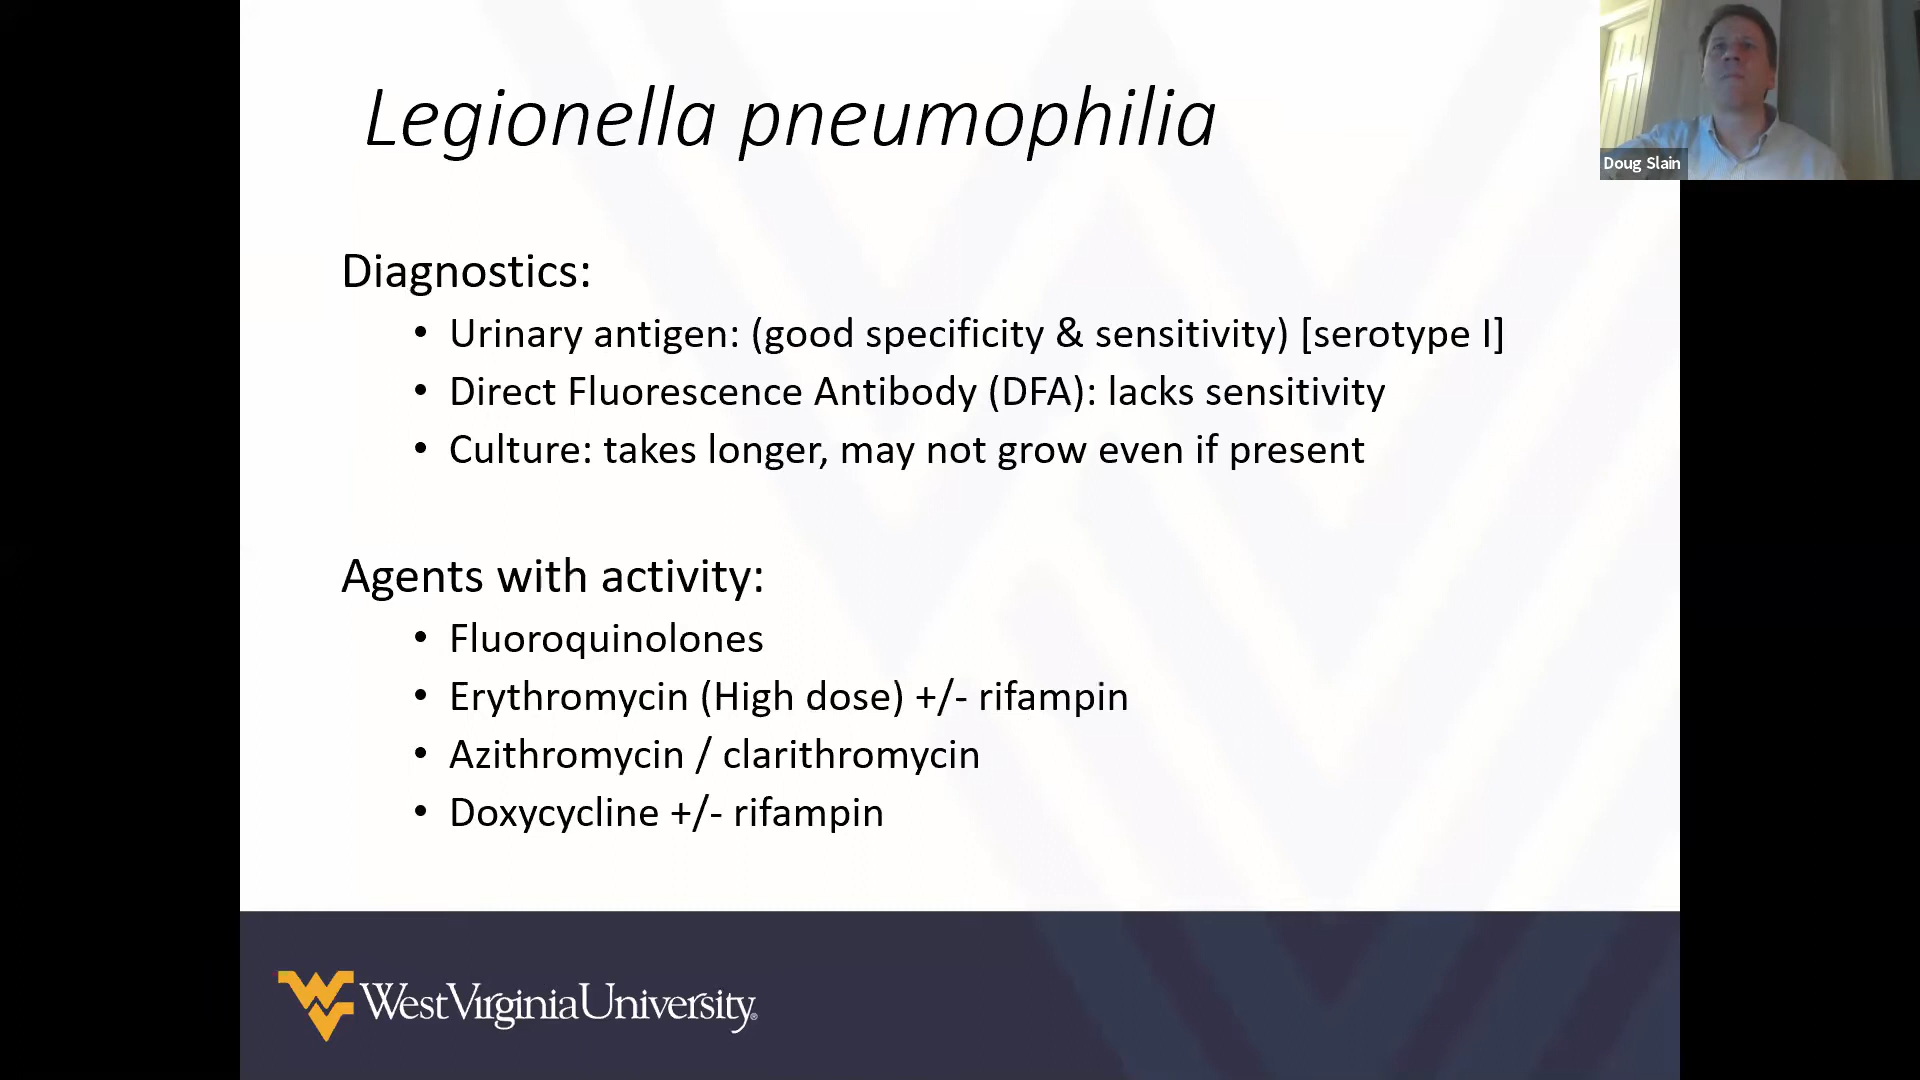 Legionella pneumophilia
Doug Slain
Diagnostics:
• Urinary antigen: (good specificity & sensitivity) [serotype I]
• Direct Fluorescence Antibody (DFA): lacks sensitivity
• Culture: takes longer, may not grow even if present
Agents with activity:
• Fluoroquinolones
• Erythromycin (High dose) +/- rifampin
• Azithromycin / clarithromycin
• Doxycycline +/- rifampin
WestVirginiaUniversity®